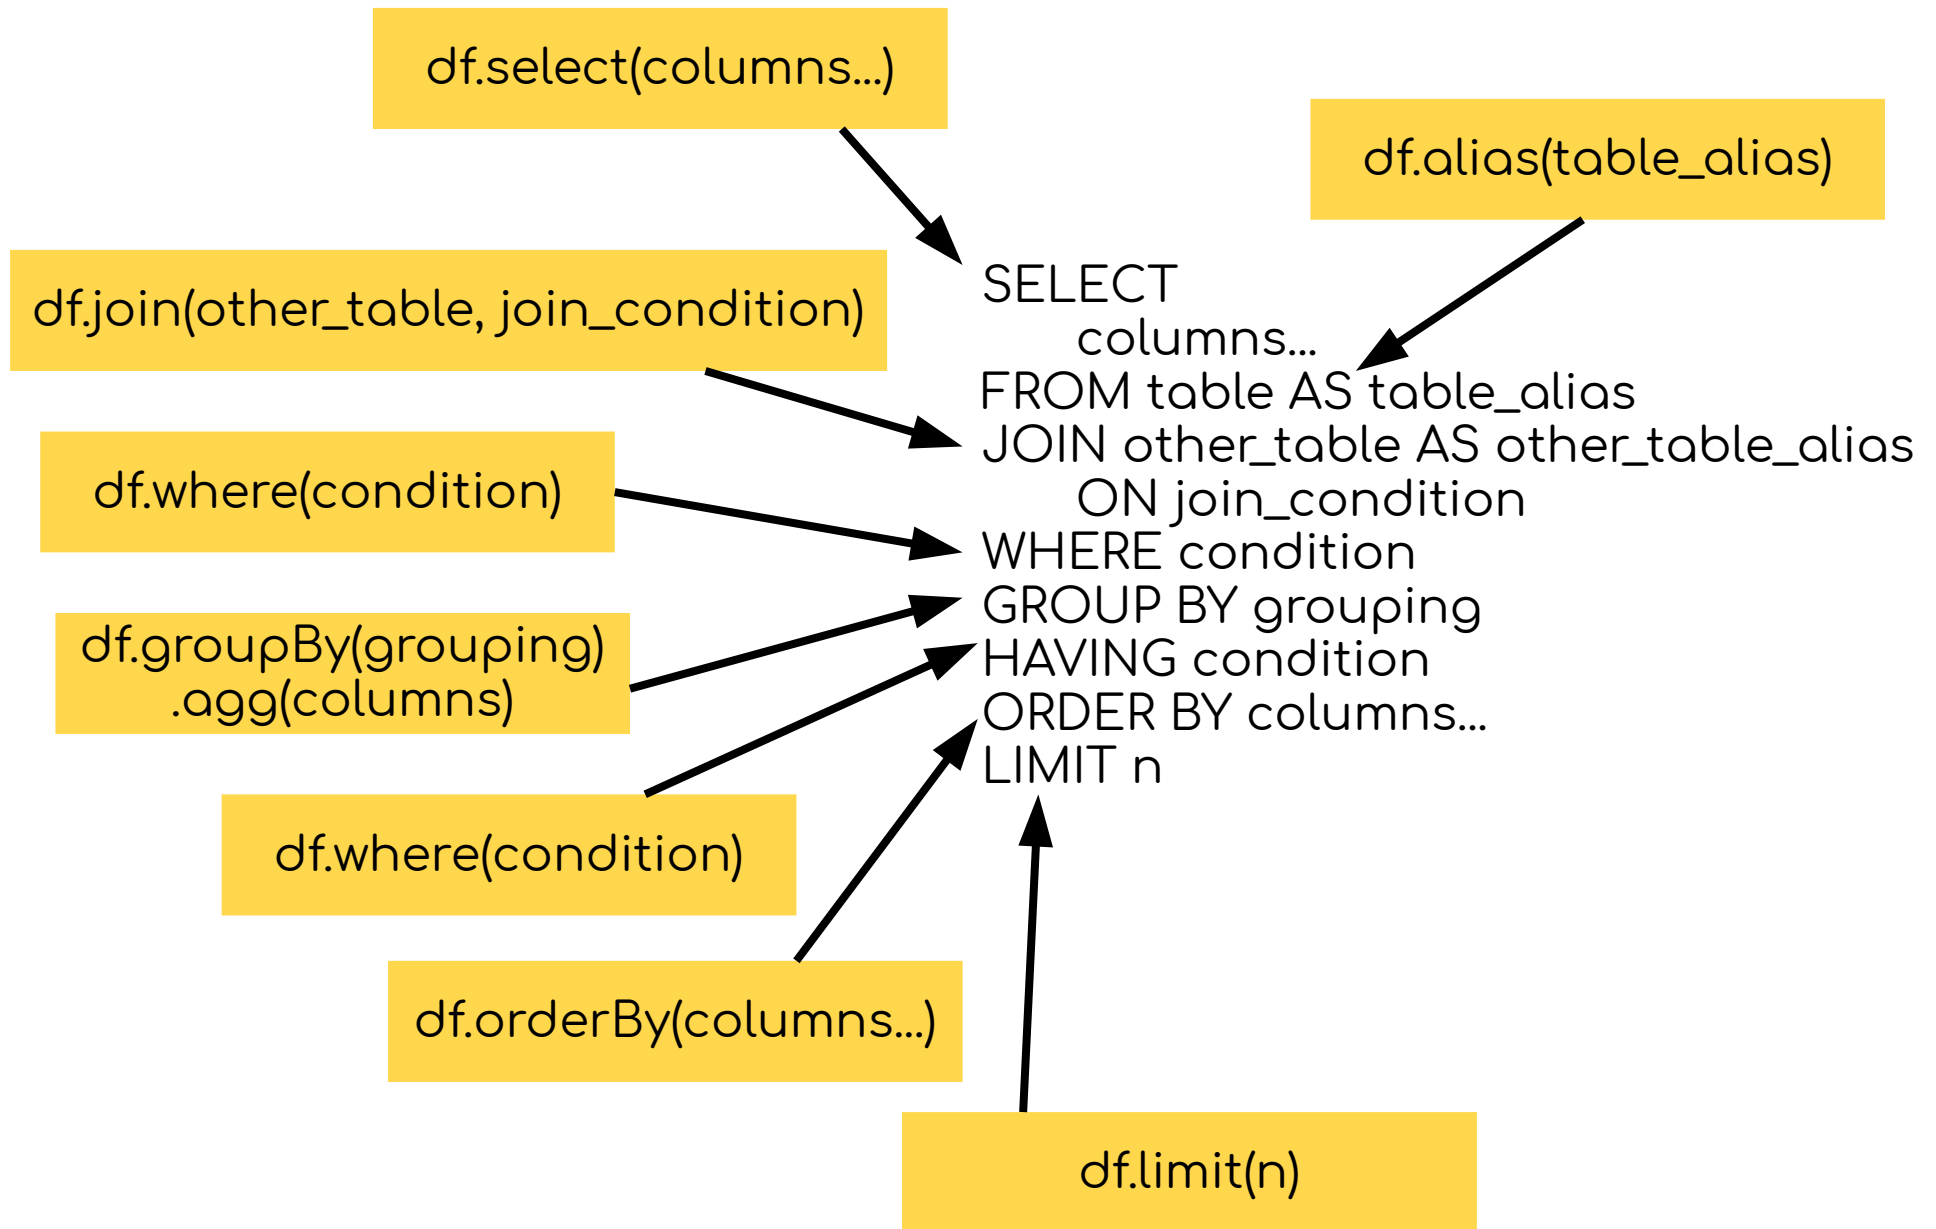 df.select(columns...)
df.alias(table_alias)
df.join(other_table, join_condition)
df.where(condition)
df.groupBy(grouping)
.agg(columns)
df.where(condition)
df.orderBy(columns...)
df.limit(n)
SELECT
columns...
FROM table AS table_alias
JOIN other_table AS other_table_alias
ON join_condition
WHERE condition
GROUP BY grouping
HAVING condition
ORDER BY columns...
LIMIT n